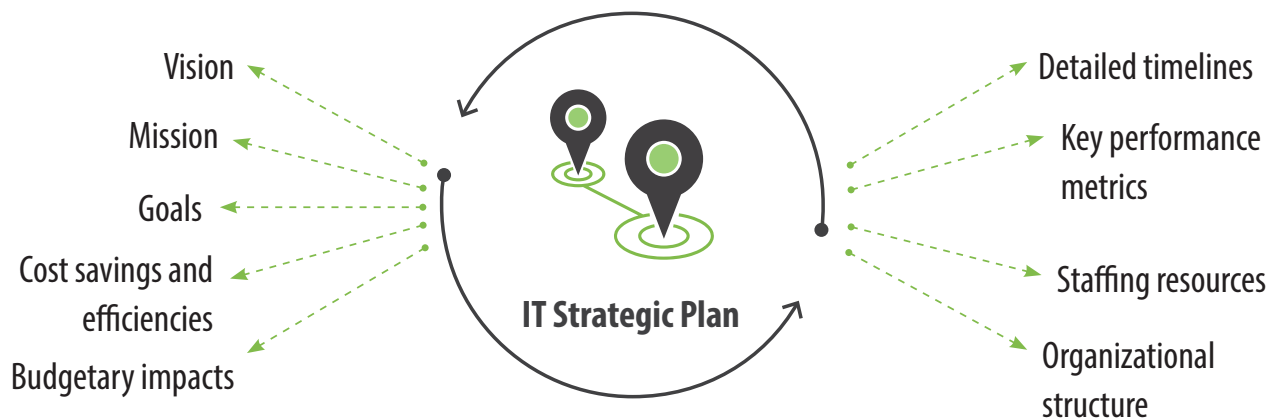 Vision
Mission
Goals
Cost savings and
efficiencies
Budgetary impacts
IT Strategic Plan
Detailed timelines
Key performance
metrics
Staffing resources
Organizational
structure